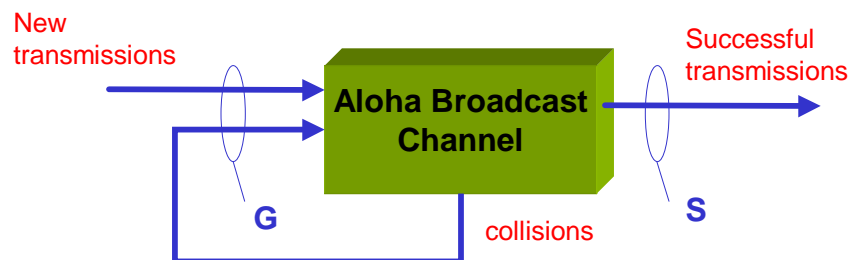 New
transmissions
Successful
transmissions
Aloha Broadcast
Channel
G
S
collisions